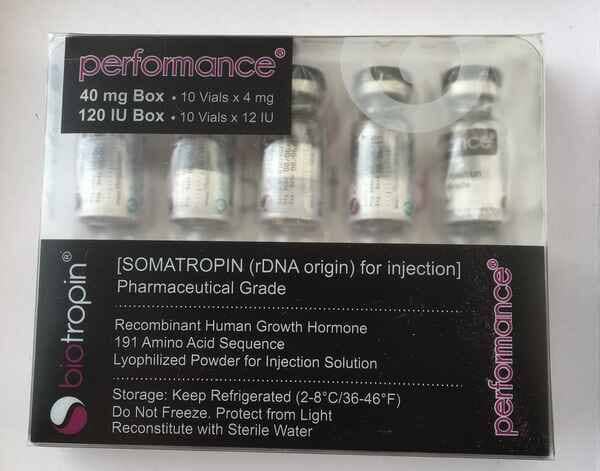 performance®
40 mg Box • 10 Vials x 4 mg
120 IU Box • 10 Vials x 12 IU
[SOMATROPIN (rDNA origin) for injection]
Pharmaceutical Grade
Recombinant Human Growth Hormone
191 Amino Acid Sequence
Lyophilized Powder for Injection Solution
Storage: Keep Refrigerated (2-8°C/36-46°F)
Do Not Freeze. Protect from Light
Reconstitute with Sterile Water
biotropin®
performance®